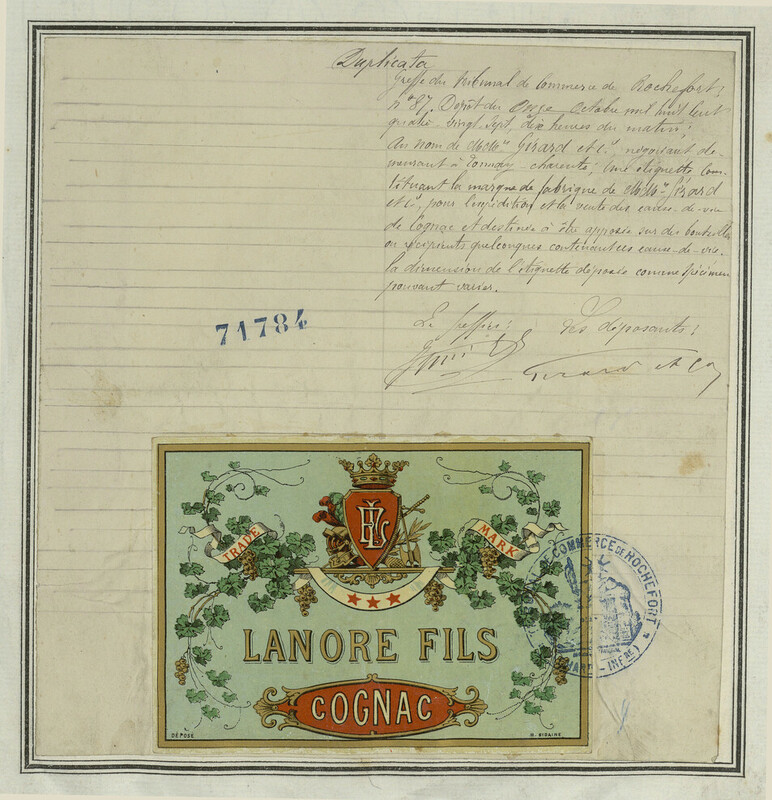 Duplicata
Greffe du Tribunal de Commerce de Rochefort;
n° 87. Dépôt du Onze Octobre mil huit cent
quatre-vingt-sept, dix heures du matin;
Au nom de MM. Girard et Cie, négociant de-
meurant à Tonnay-Charente; Une étiquette cons-
tituant la marque de fabrique de MM. Girard
et Cie, pour l'expédition et la vente des eaux-de-vie
de Cognac et destinée à être apposée sur des bouteilles
ou récipients quelconques contenant ces eaux-de-vie.
la dimension de l'étiquette déposée comme spécimen
pouvant varier.
Le Greffier; Les déposants;
Girard et Co
71784
TRADE MARK
LANORE FILS
COGNAC
DÉPOSÉ
COMMERCE DE ROCHEFORT
(CHART-INFRE)